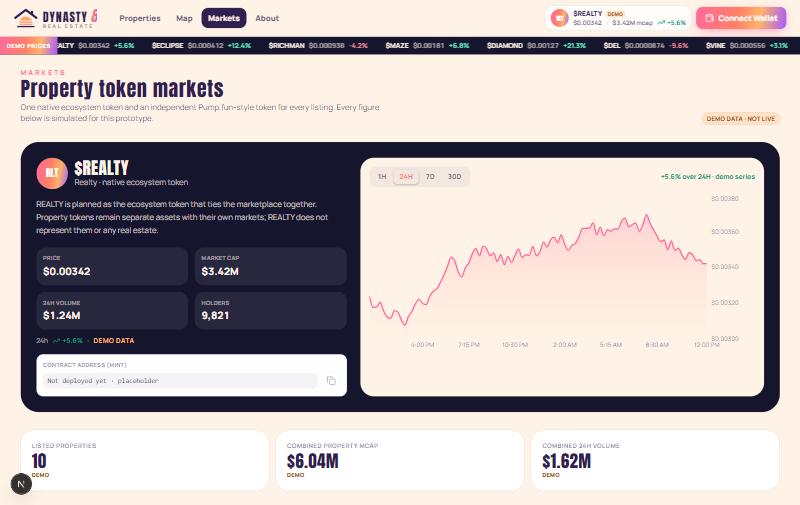 DYNASTY 8
REAL ESTATE
Properties
Map
Markets
About
$REALTY DEMO
$0.00342 · $3.42M mcap +5.6%
Connect Wallet
DEMO PRICES
ALTY $0.00342 +5.6% $ECLIPSE $0.000412 +12.4% $RICHMAN $0.000938 -4.2% $MAZE $0.00181 +6.8% $DIAMOND $0.00127 +21.3% $DEL $0.0000874 -9.6% $VINE $0.000556 +3.1%
MARKETS
Property token markets
One native ecosystem token and an independent Pump.fun-style token for every listing. Every figure
below is simulated for this prototype.
DEMO DATA · NOT LIVE
RLT
$REALTY
Realty · native ecosystem token
REALTY is planned as the ecosystem token that ties the marketplace together.
Property tokens remain separate assets with their own markets; REALTY does not
represent them or any real estate.
PRICE
$0.00342
MARKET CAP
$3.42M
24H VOLUME
$1.24M
HOLDERS
9,821
24h +5.6% · DEMO DATA
CONTRACT ADDRESS (MINT)
Not deployed yet · placeholder
1H 24H 7D 30D
+5.6% over 24H · demo series
$0.00380
$0.00360
$0.00340
$0.00320
$0.00300
4:00 PM 7:15 PM 10:30 PM 2:00 AM 5:15 AM 8:30 AM 12:00 PM
LISTED PROPERTIES
10
DEMO
COMBINED PROPERTY MCAP
$6.04M
DEMO
COMBINED 24H VOLUME
$1.62M
DEMO
N